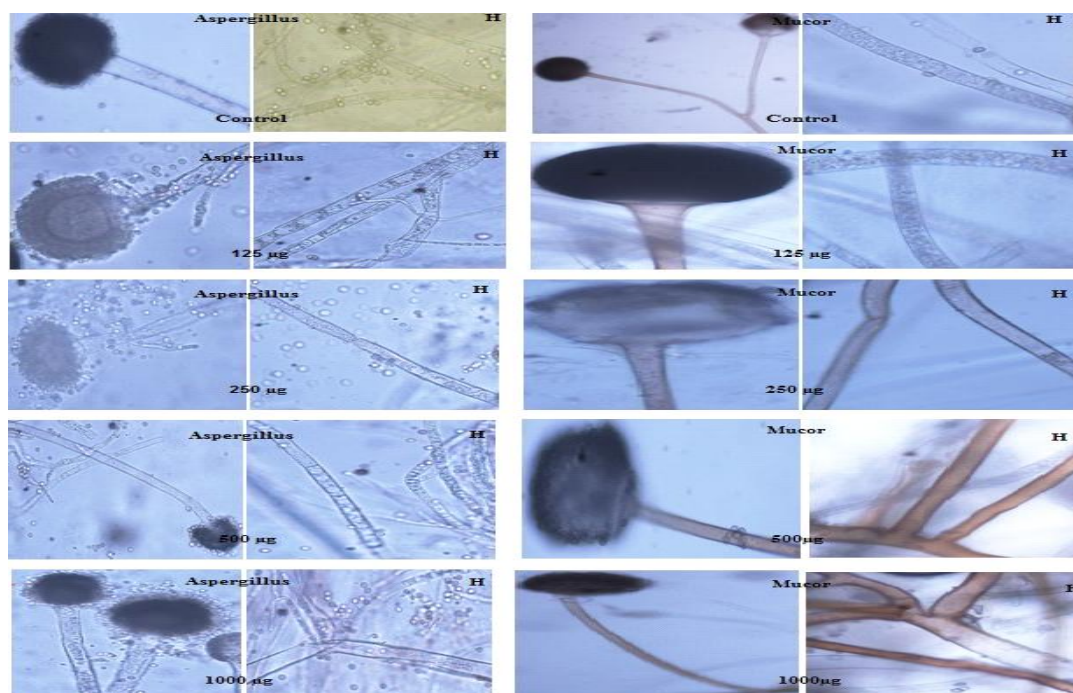 Aspergillus H Mucor H
Control Control
Aspergillus H Mucor H
125 µg 125 µg
Aspergillus H Mucor H
250 µg 250 µg
Aspergillus H Mucor H
500 µg 500µg
Aspergillus H Mucor H
1000 µg 1000µg